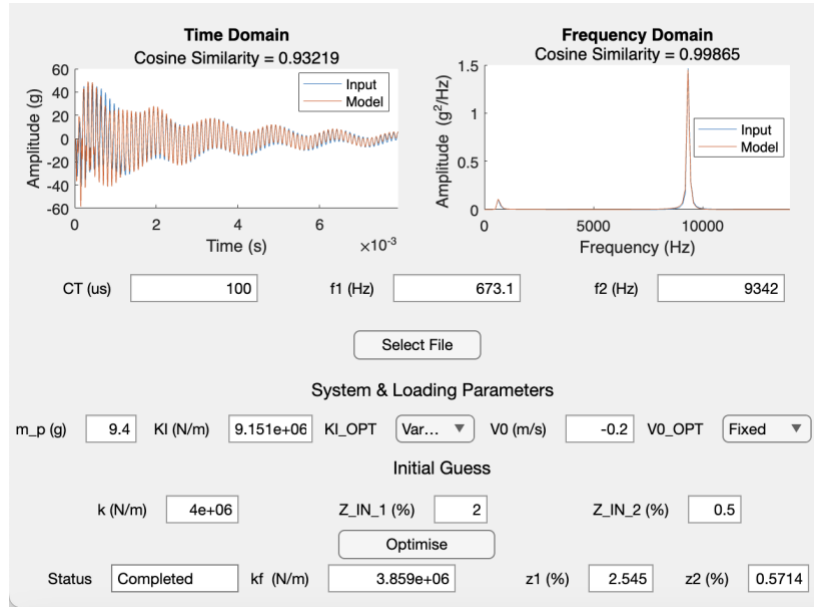 Time Domain
Cosine Similarity = 0.93219
Amplitude (g)
60
40
20
0
-20
-40
-60
Input
Model
0 2 4 6
×10⁻³
Time (s)
Frequency Domain
Cosine Similarity = 0.99865
Amplitude (g²/Hz)
1.5
1
0.5
0
Input
Model
0 5000 10000
Frequency (Hz)
CT (us) 100 f1 (Hz) 673.1 f2 (Hz) 9342
Select File
System & Loading Parameters
m_p (g) 9.4 KI (N/m) 9.151e+06 KI_OPT Var... V0 (m/s) -0.2 V0_OPT Fixed
Initial Guess
k (N/m) 4e+06 Z_IN_1 (%) 2 Z_IN_2 (%) 0.5
Optimise
Status Completed kf (N/m) 3.859e+06 z1 (%) 2.545 z2 (%) 0.5714